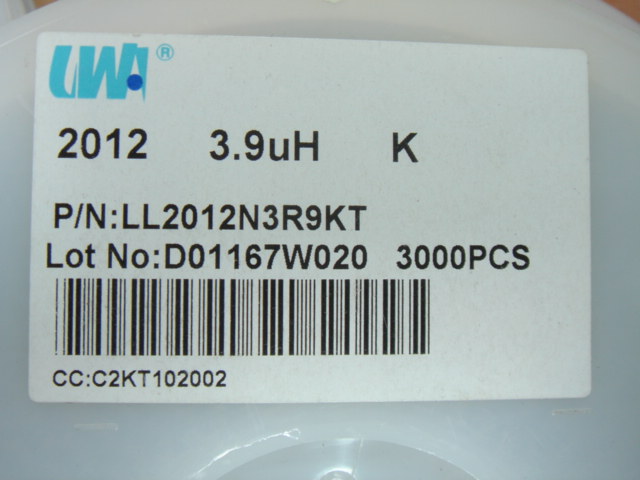 UWA®
2012 3.9uH K
P/N:LL2012N3R9KT
Lot No:D01167W020 3000PCS
CC:C2KT102002